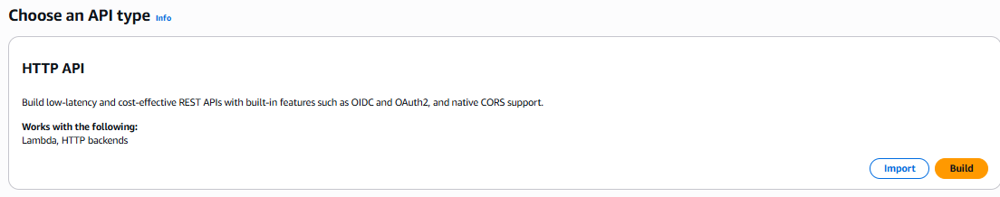 Choose an API type Info
HTTP API
Build low-latency and cost-effective REST APIs with built-in features such as OIDC and OAuth2, and native CORS support.
Works with the following:
Lambda, HTTP backends
Import Build